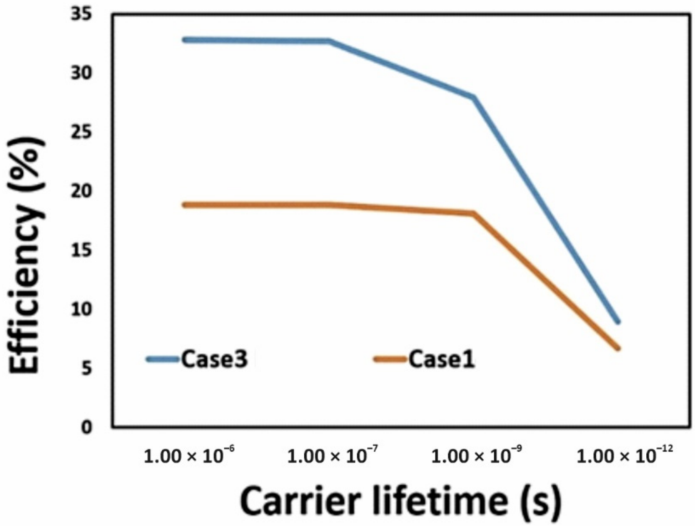 35
30
25
20
15
10
5
0
Efficiency (%)
Case3
Case1
1.00 × 10⁻⁶
1.00 × 10⁻⁷
1.00 × 10⁻⁹
1.00 × 10⁻¹²
Carrier lifetime (s)